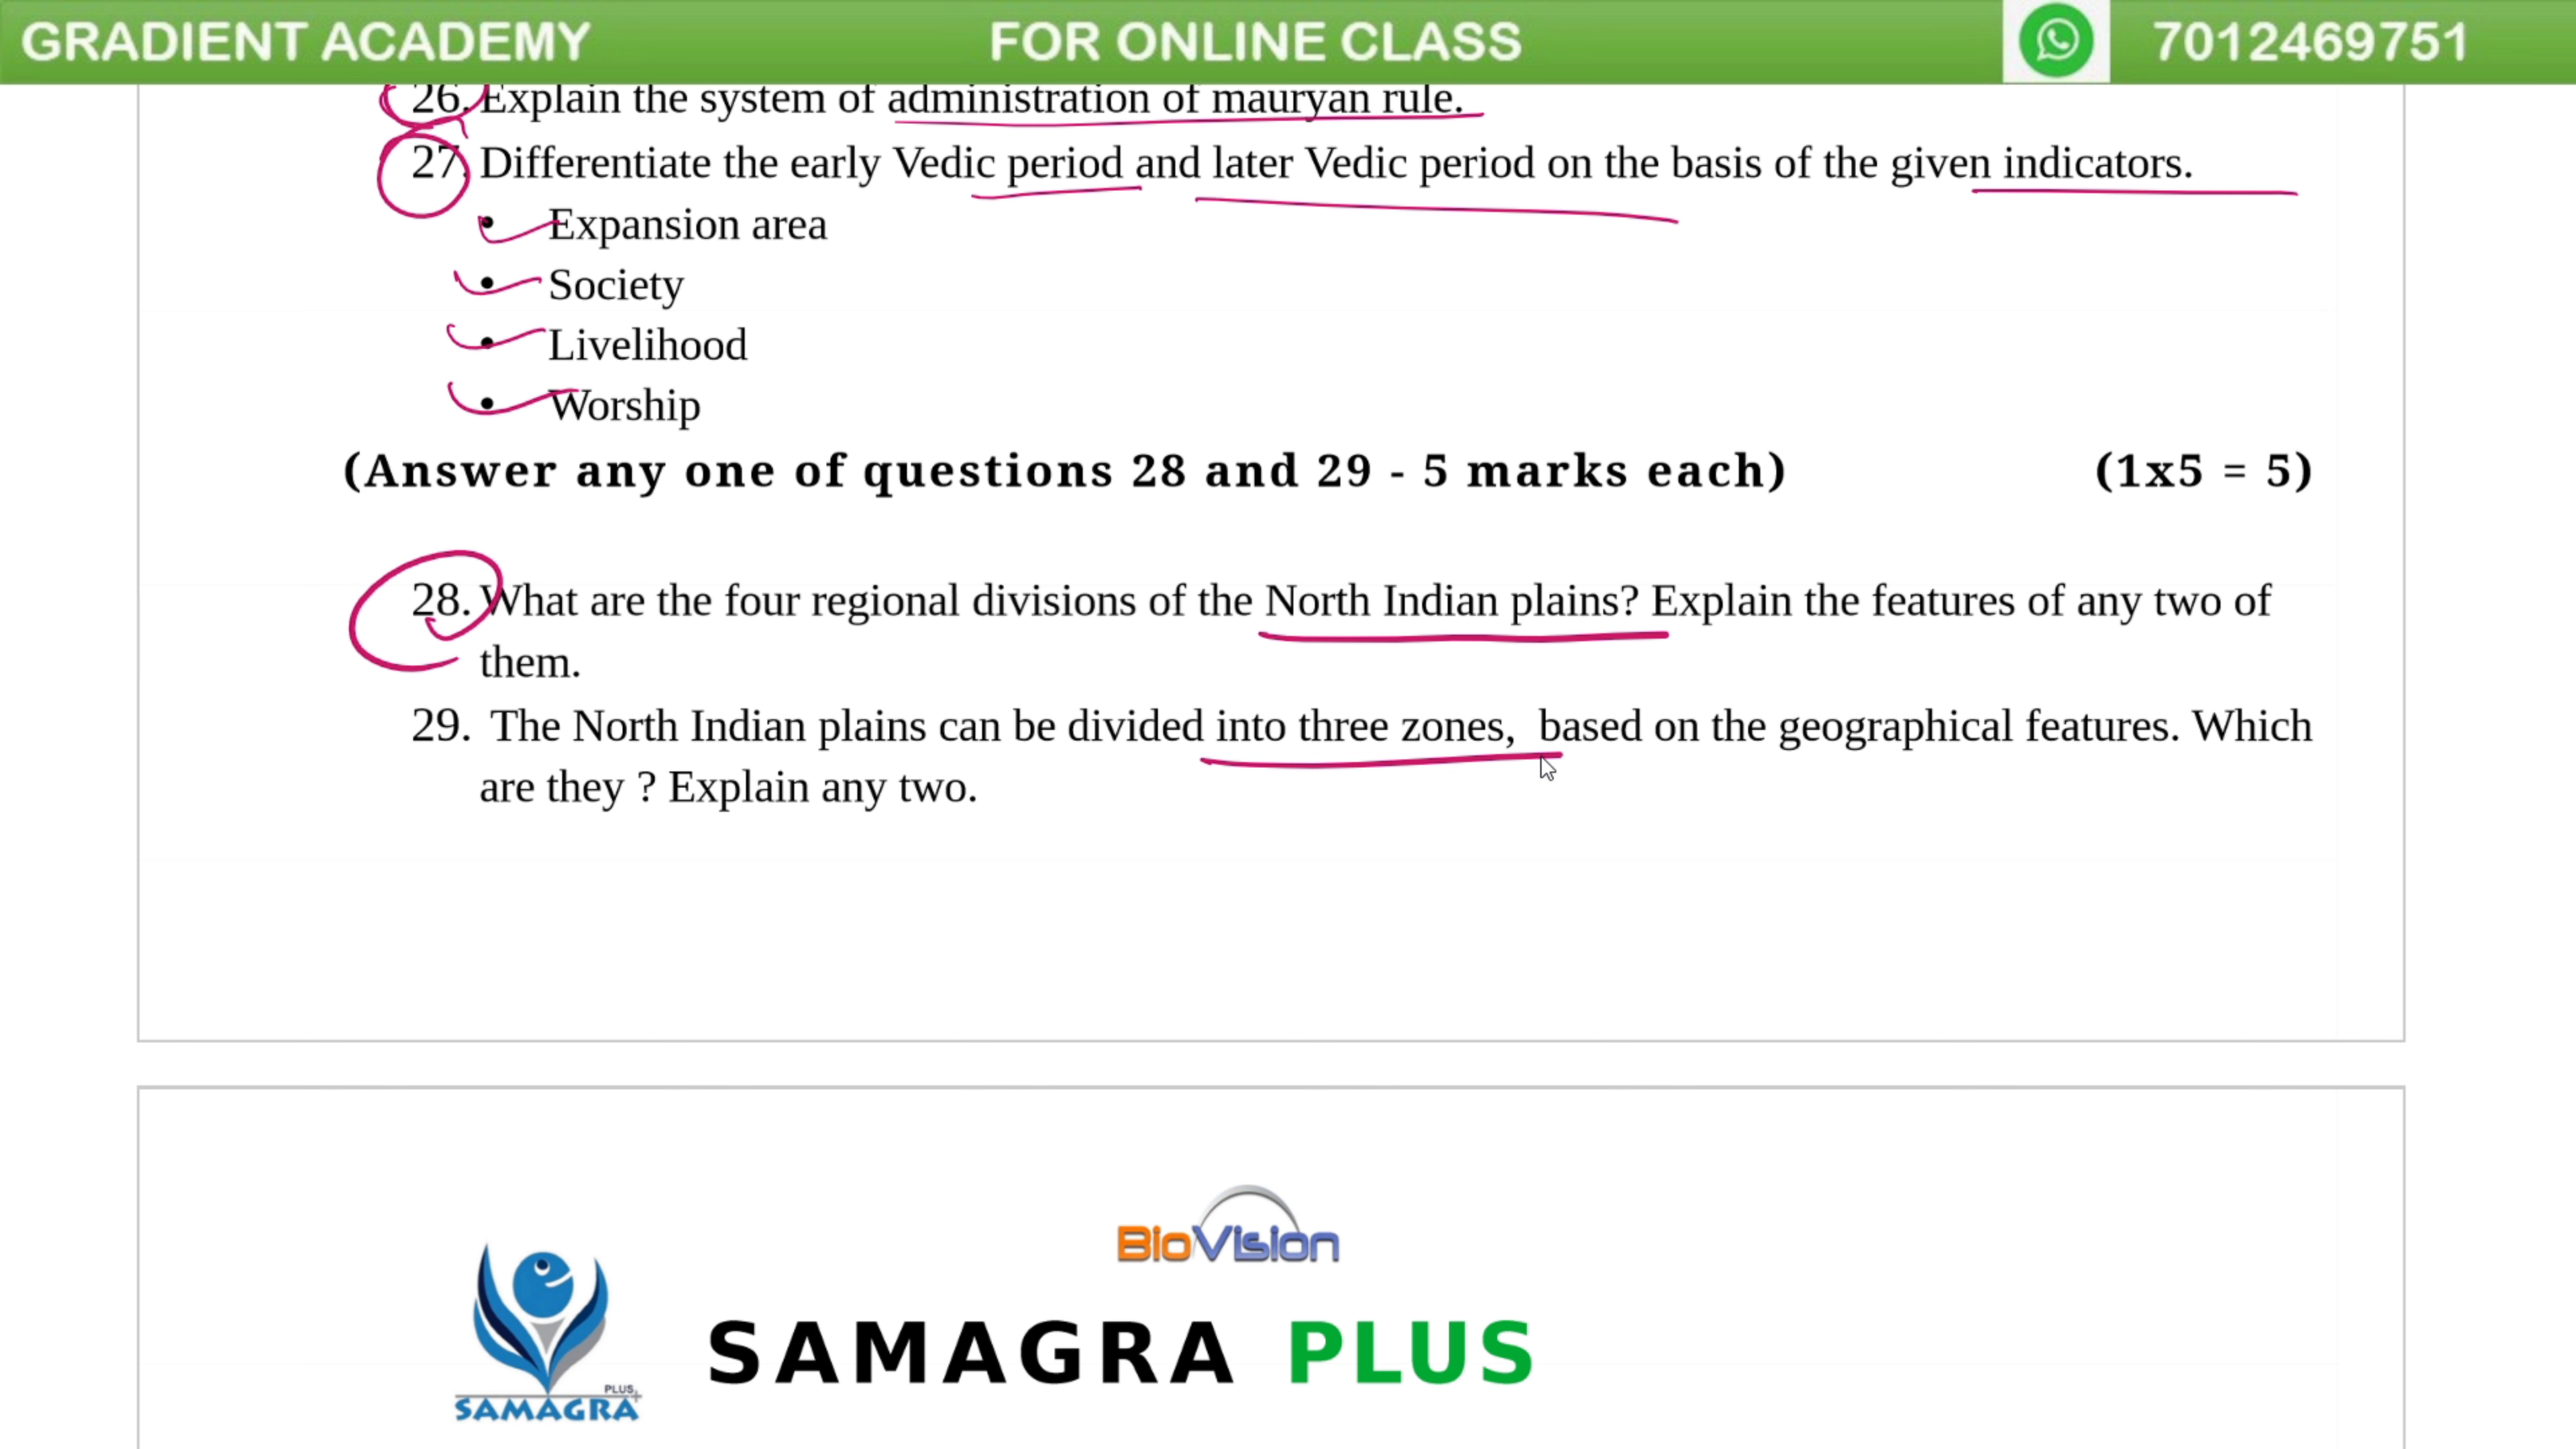 GRADIENT ACADEMY FOR ONLINE CLASS 7012469751
26. Explain the system of administration of mauryan rule.
27. Differentiate the early Vedic period and later Vedic period on the basis of the given indicators.
• Expansion area
• Society
• Livelihood
• Worship
(Answer any one of questions 28 and 29 - 5 marks each) (1x5 = 5)
28. What are the four regional divisions of the North Indian plains? Explain the features of any two of
them.
29. The North Indian plains can be divided into three zones, based on the geographical features. Which
are they ? Explain any two.
BioVision
SAMAGRA PLUS
PLUS
SAMAGRA